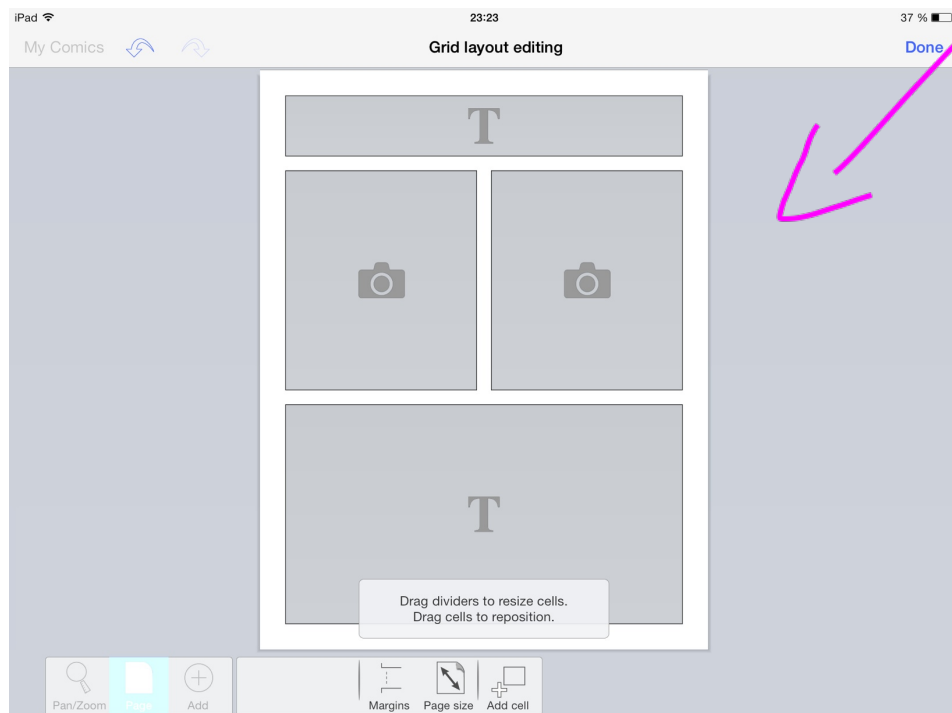 iPad
23:23
37 %
My Comics
Grid layout editing
Done
T
T
Drag dividers to resize cells.
Drag cells to reposition.
Pan/Zoom
Page
Add
Margins
Page size
Add cell